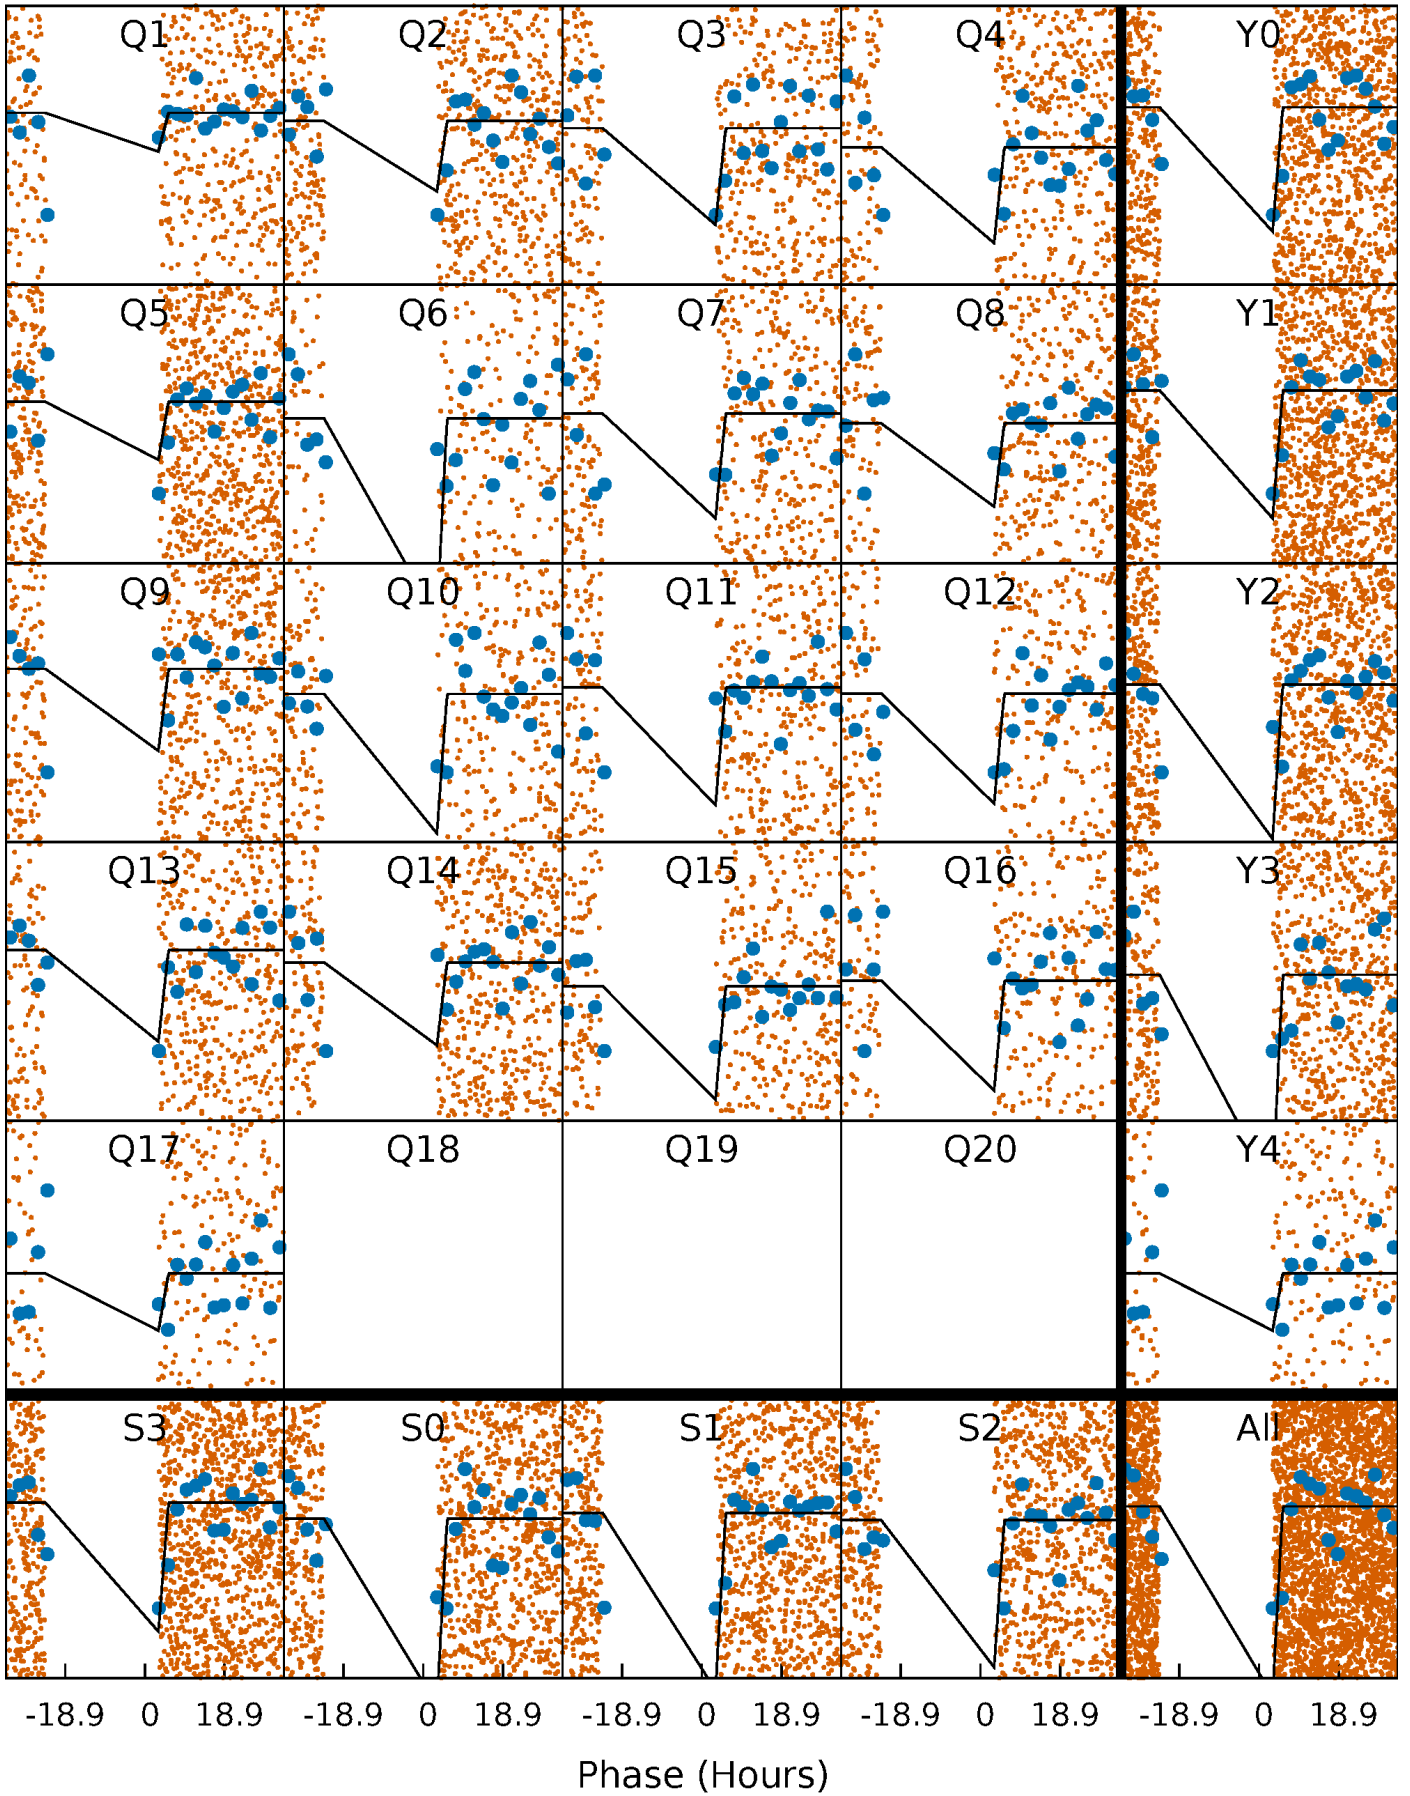 Q1 Q2 Q3 Q4 Y0
Q5 Q6 Q7 Q8 Y1
Q9 Q10 Q11 Q12 Y2
Q13 Q14 Q15 Q16 Y3
Q17 Q18 Q19 Q20 Y4
S3 S0 S1 S2 All
-18.9 0 18.9 -18.9 0 18.9 -18.9 0 18.9 -18.9 0 18.9 -18.9 0 18.9
Phase (Hours)